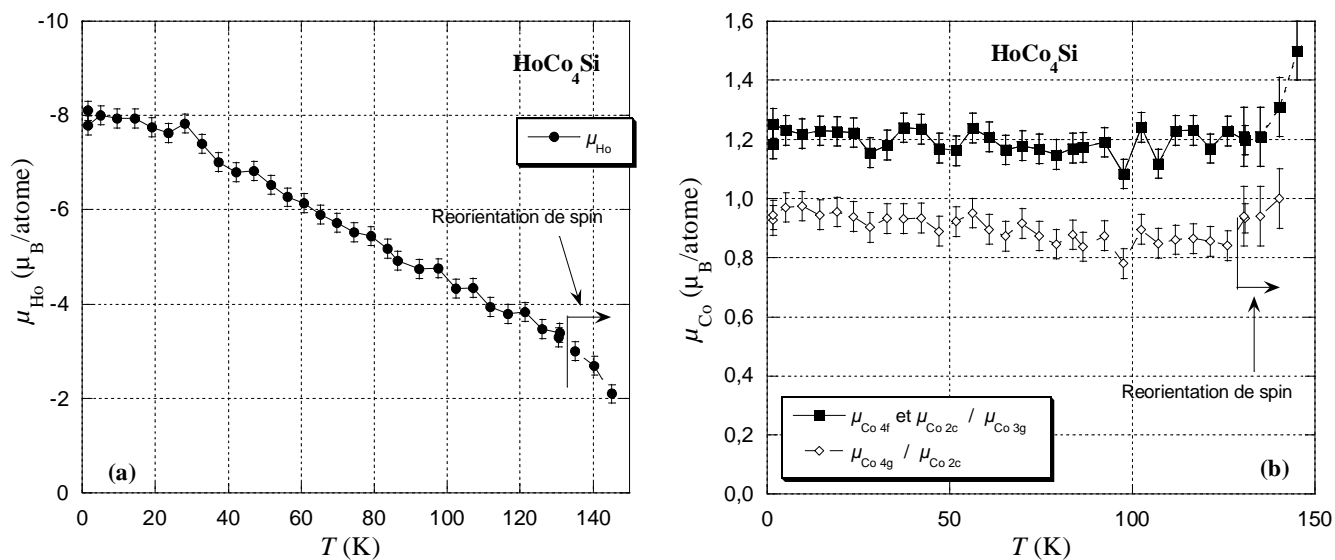 -10
-8
-6
-4
-2
0
μHo (μB/atome)
HoCo4Si
μHo
Reorientation de spin
(a)
0 20 40 60 80 100 120 140
T (K)
1,6
1,4
1,2
1,0
0,8
0,6
0,4
0,2
0,0
μCo (μB/atome)
HoCo4Si
Reorientation de spin
μCo 4f et μCo 2c / μCo 3g
μCo 4g / μCo 2c
(b)
0 50 100 150
T (K)